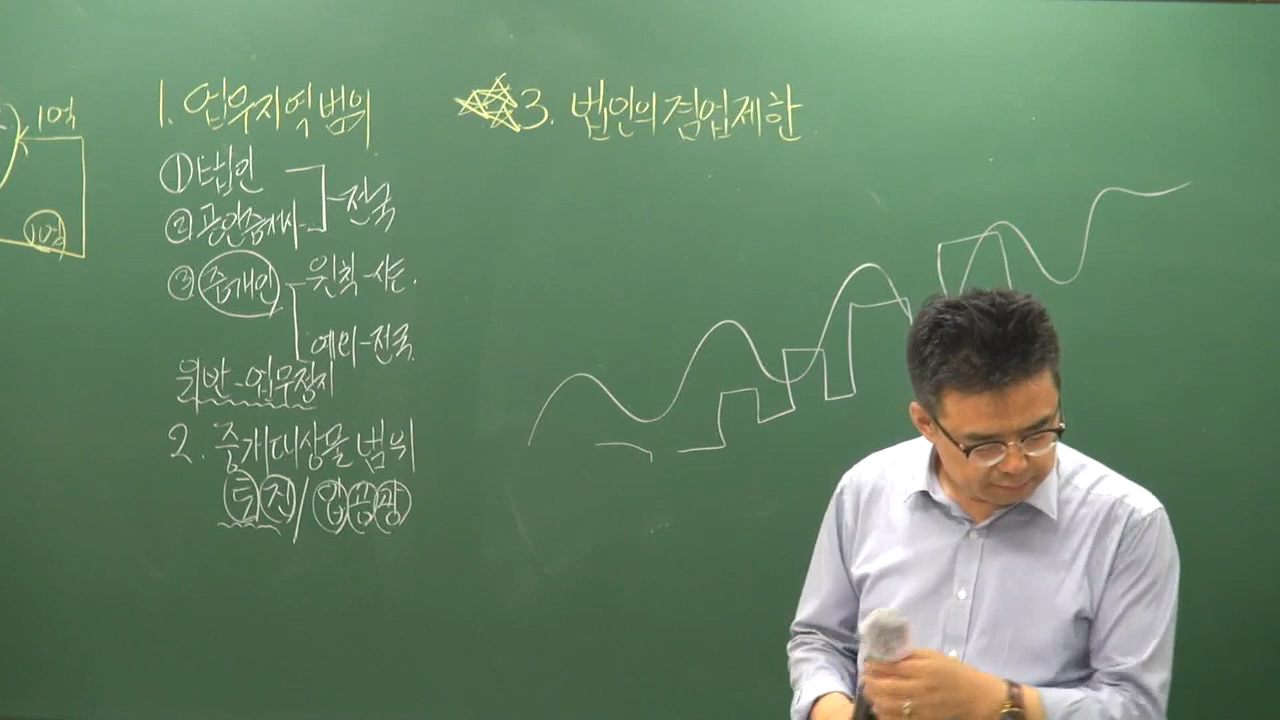 1억
1억
1. 업무지역범위
① 法인
② 공인중개사 - 전국
③ 중개인 - 원칙-시·도.
예외-전국
위반-업무정지
2. 중개대상물 범위
토 건 / 입 공 광
3. 법인의 겸업제한